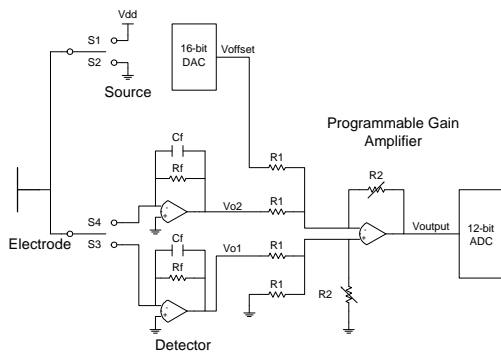 Vdd
S1
S2
Source
16-bit
DAC
Voffset
Programmable Gain
Amplifier
Cf
Rf
R1
R2
-
+
Electrode
S4
S3
Vo2
R1
-
+
Voutput
12-bit
ADC
Cf
Rf
Vo1
R1
R1
R2
-
+
Detector